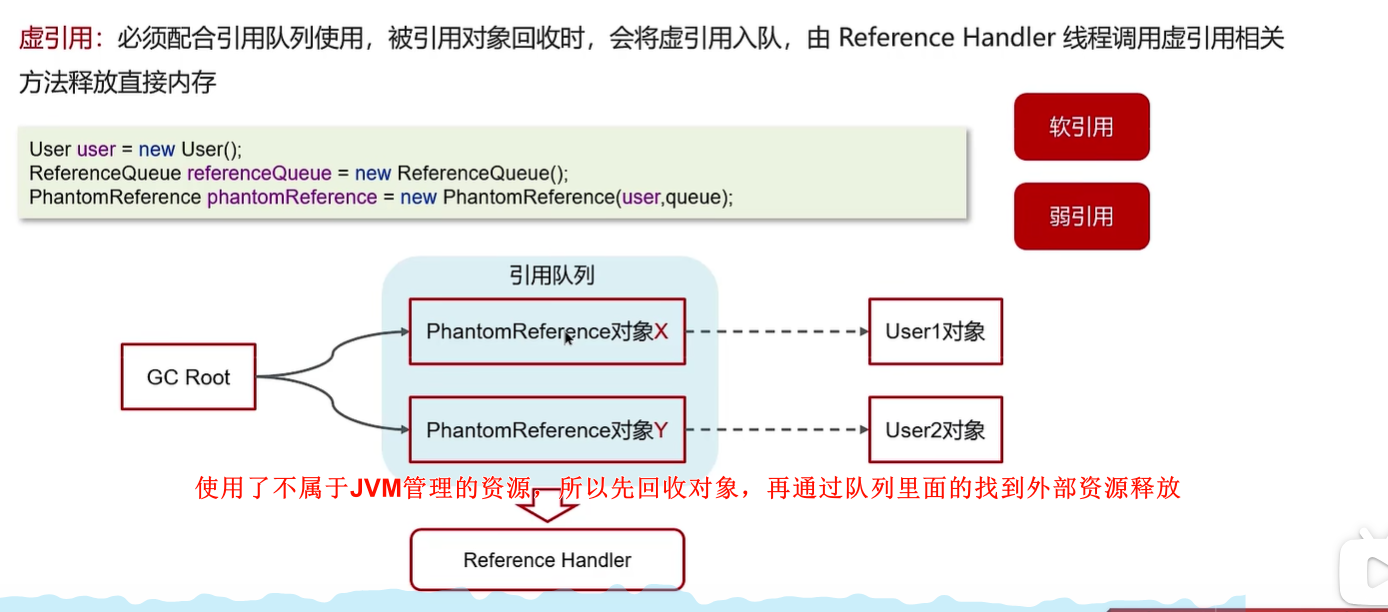 虚引用：必须配合引用队列使用，被引用对象回收时，会将虚引用入队，由 Reference Handler 线程调用虚引用相关
方法释放直接内存
软引用
User user = new User();
ReferenceQueue referenceQueue = new ReferenceQueue();
PhantomReference phantomReference = new PhantomReference(user,queue);
弱引用
引用队列
PhantomReference对象X
User1对象
GC Root
PhantomReference对象Y
User2对象
使用了不属于JVM管理的资源，所以先回收对象，再通过队列里面的找到外部资源释放
Reference Handler